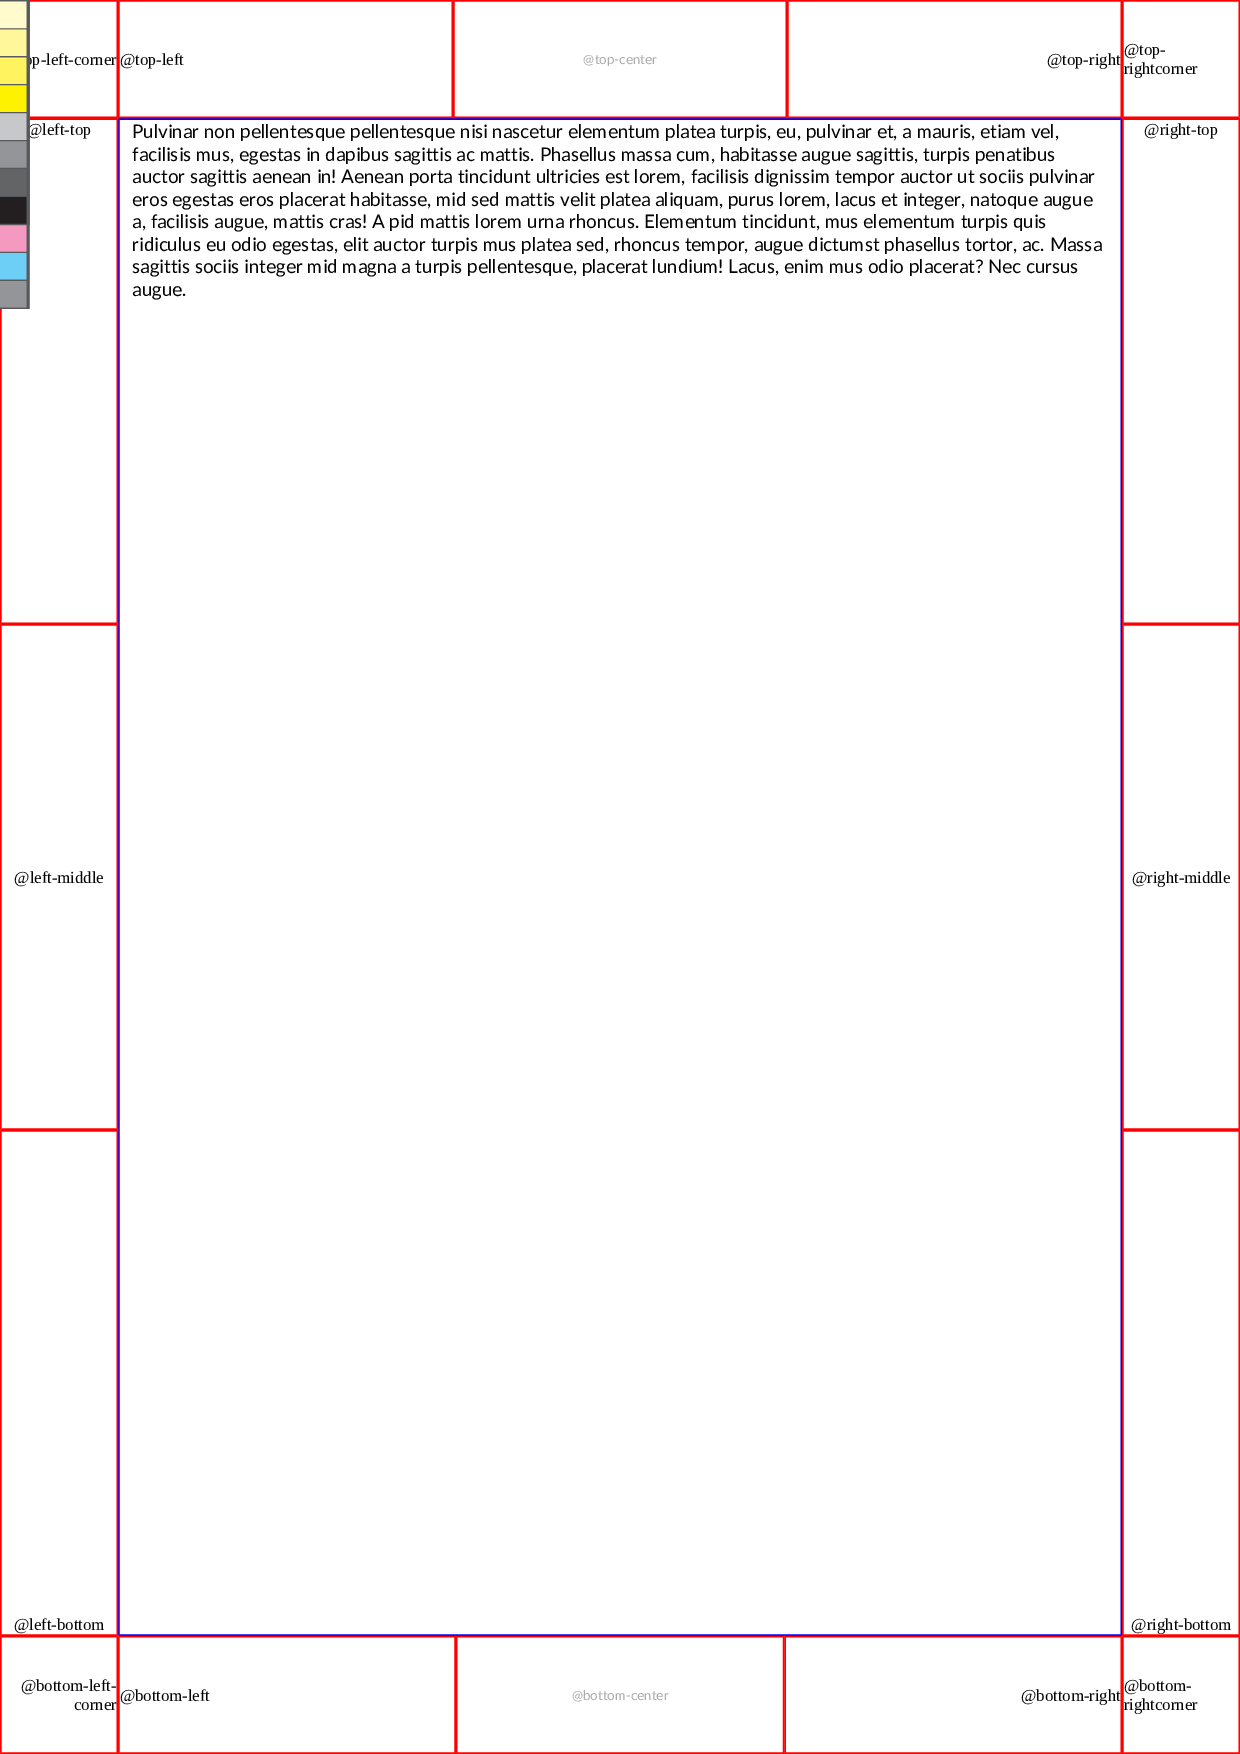 op-left-corner
@top-left
@top-center
@top-right
@top-
rightcorner
@left-top
Pulvinar non pellentesque pellentesque nisi nascetur elementum platea turpis, eu, pulvinar et, a mauris, etiam vel,
facilisis mus, egestas in dapibus sagittis ac mattis. Phasellus massa cum, habitasse augue sagittis, turpis penatibus
auctor sagittis aenean in! Aenean porta tincidunt ultricies est lorem, facilisis dignissim tempor auctor ut sociis pulvinar
eros egestas eros placerat habitasse, mid sed mattis velit platea aliquam, purus lorem, lacus et integer, natoque augue
a, facilisis augue, mattis cras! A pid mattis lorem urna rhoncus. Elementum tincidunt, mus elementum turpis quis
ridiculus eu odio egestas, elit auctor turpis mus platea sed, rhoncus tempor, augue dictumst phasellus tortor, ac. Massa
sagittis sociis integer mid magna a turpis pellentesque, placerat lundium! Lacus, enim mus odio placerat? Nec cursus
augue.
@right-top
@left-middle
@right-middle
@left-bottom
@right-bottom
@bottom-left-
corner
@bottom-left
@bottom-center
@bottom-right
@bottom-
rightcorner